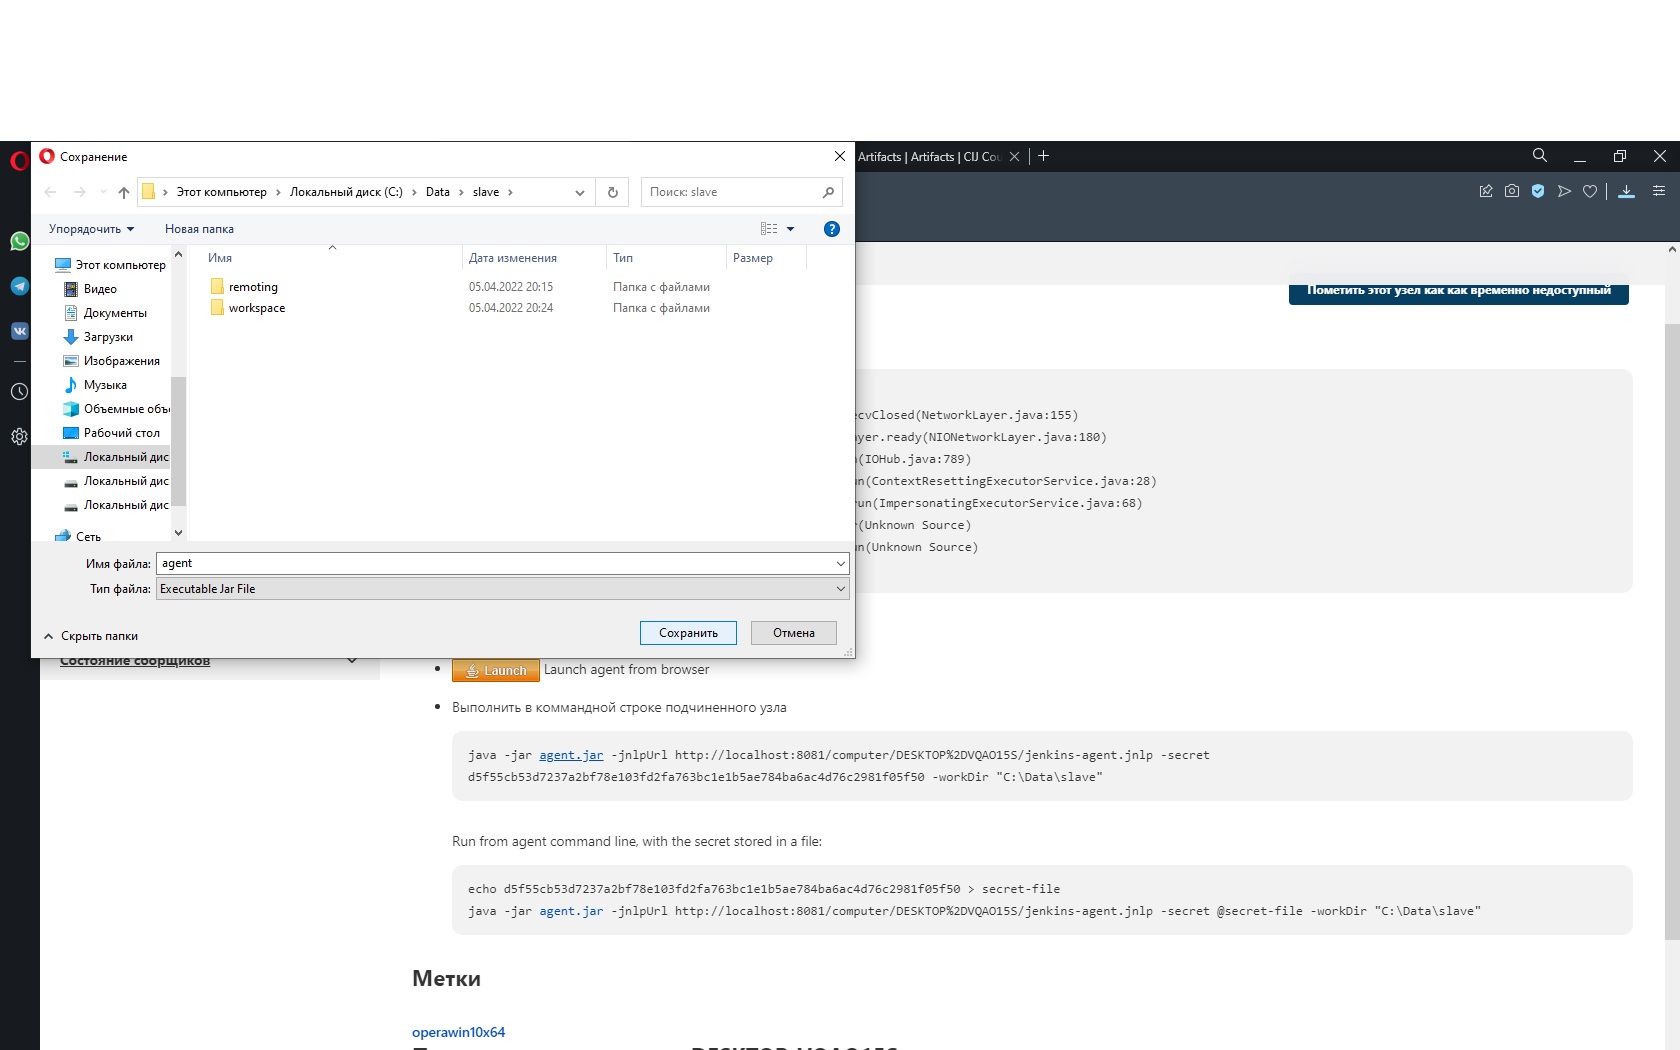 Сохранение
Artifacts | Artifacts | CIJ Cou
Этот компьютер > Локальный диск (C:) > Data > slave >
Поиск: slave
Упорядочить
Новая папка
Имя
Дата изменения
Тип
Размер
Этот компьютер
Видео
Документы
Загрузки
Изображения
Музыка
Объемные объ
Рабочий стол
Локальный дис
Локальный дис
Локальный дис
Сеть
remoting 05.04.2022 20:15 Папка с файлами
workspace 05.04.2022 20:24 Папка с файлами
Имя файла: agent
Тип файла: Executable Jar File
Скрыть папки
Сохранить
Отмена
Пометить этот узел как как временно недоступный
ecvClosed(NetworkLayer.java:155)
ayer.ready(NIONetworkLayer.java:180)
(IOHub.java:789)
un(ContextResettingExecutorService.java:28)
run(ImpersonatingExecutorService.java:68)
r(Unknown Source)
un(Unknown Source)
Состояние сборщиков
Launch Launch agent from browser
Выполнить в коммандной строке подчиненного узла
java -jar agent.jar -jnlpUrl http://localhost:8081/computer/DESKTOP%2DVQAO15S/jenkins-agent.jnlp -secret
d5f55cb53d7237a2bf78e103fd2fa763bc1e1b5ae784ba6ac4d76c2981f05f50 -workDir "C:\Data\slave"
Run from agent command line, with the secret stored in a file:
echo d5f55cb53d7237a2bf78e103fd2fa763bc1e1b5ae784ba6ac4d76c2981f05f50 > secret-file
java -jar agent.jar -jnlpUrl http://localhost:8081/computer/DESKTOP%2DVQAO15S/jenkins-agent.jnlp -secret @secret-file -workDir "C:\Data\slave"
Метки
operawin10x64
DESKTOP-VQAO15S